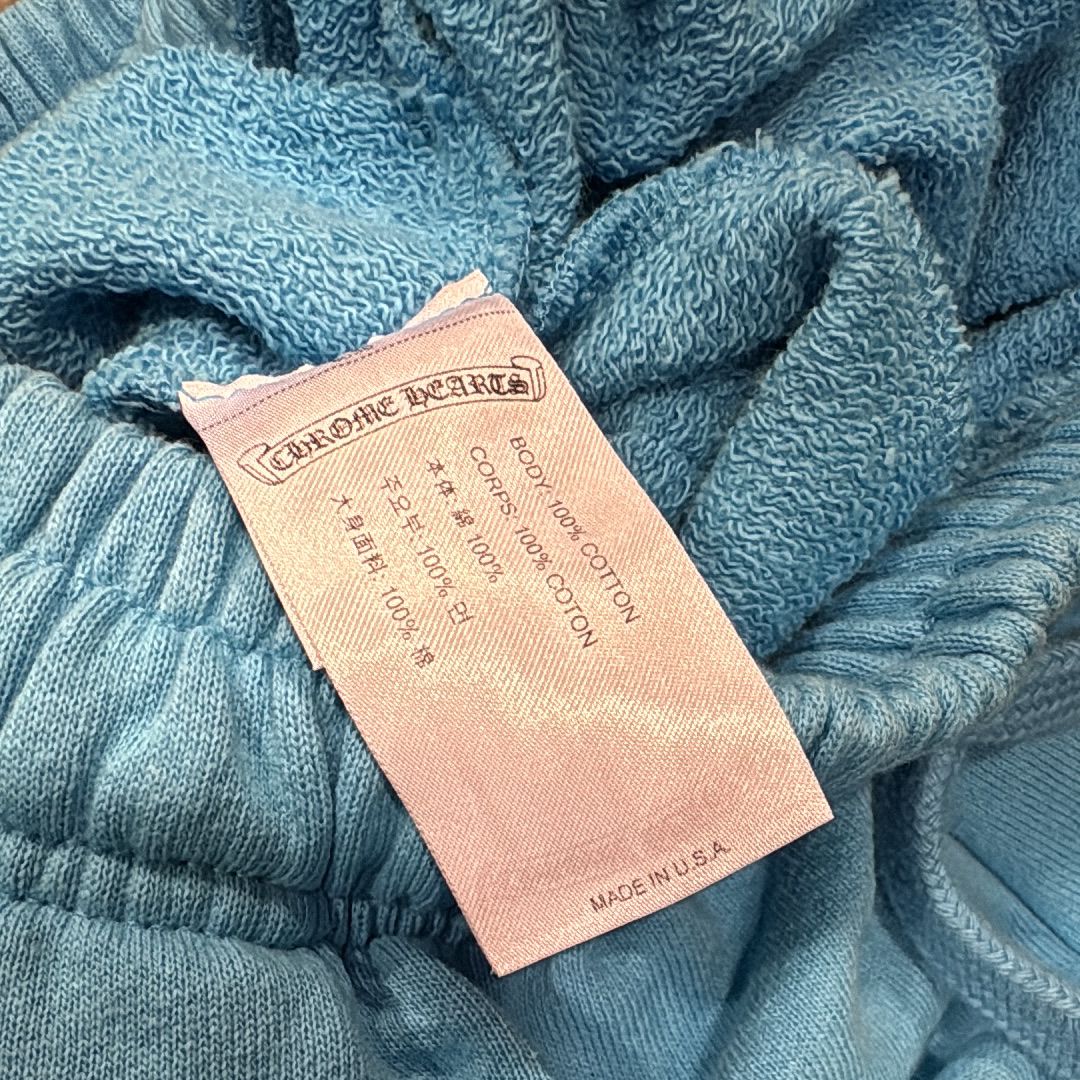 CHROME HEARTS
BODY: 100% COTTON
CORPS: 100% COTON
本体 綿 100%
주요부: 100% 면
大身面料: 100% 棉
MADE IN U.S.A.